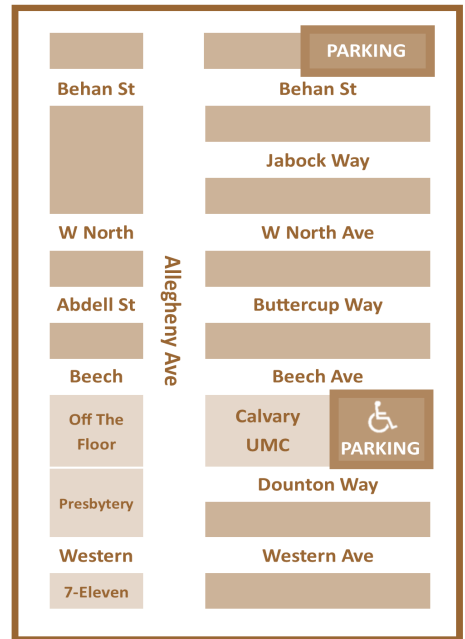 PARKING
Behan St
Behan St
Jabock Way
W North
W North Ave
Allegheny Ave
Abdell St
Buttercup Way
Beech
Beech Ave
Off The
Floor
Calvary
UMC
PARKING
Presbytery
Dounton Way
Western
Western Ave
7-Eleven